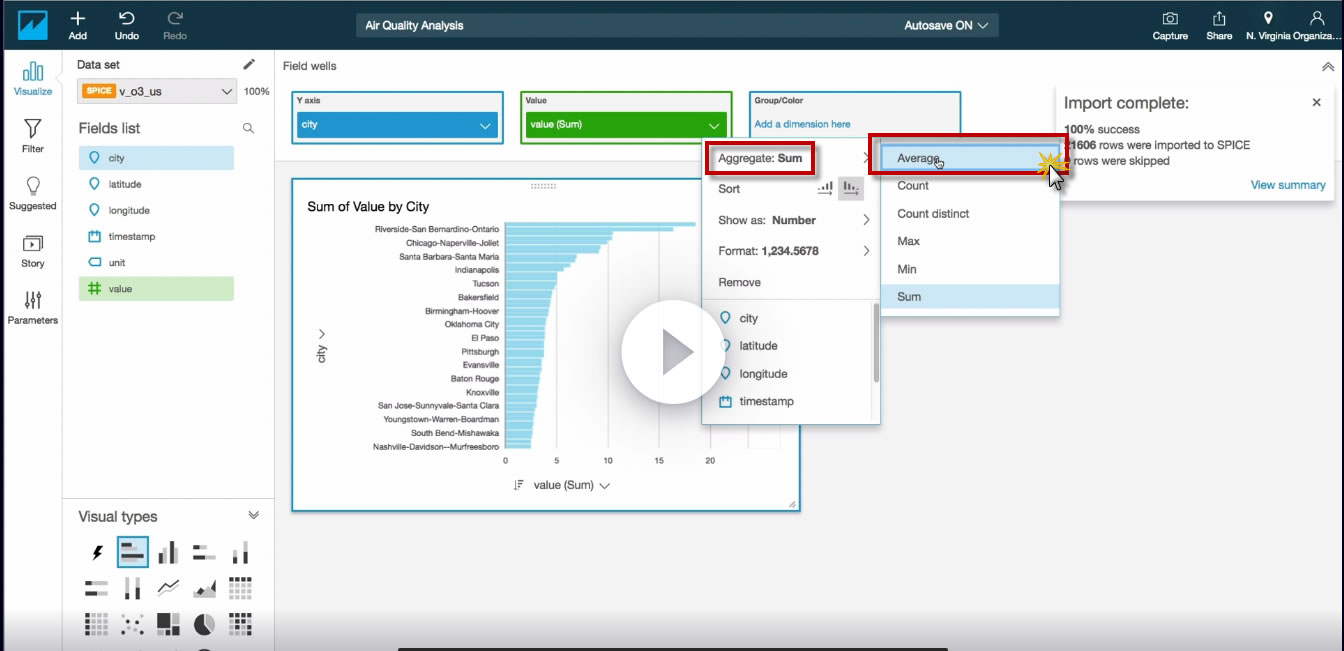 Add
Undo
Redo
Air Quality Analysis
Autosave ON
Capture
Share
N. Virginia
Organiza...
Visualize
Filter
Suggested
Story
Parameters
Data set
SPICE
v_o3_us
100%
Fields list
city
latitude
longitude
timestamp
unit
value
Visual types
Field wells
Y axis
city
Value
value (Sum)
Group/Color
Add a dimension here
Sum of Value by City
Riverside-San Bernardino-Ontario
Chicago-Naperville-Joliet
Santa Barbara-Santa Maria
Indianapolis
Tucson
Bakersfield
Birmingham-Hoover
Oklahoma City
El Paso
Pittsburgh
Evansville
Baton Rouge
Knoxville
San Jose-Sunnyvale-Santa Clara
Youngstown-Warren-Boardman
South Bend-Mishawaka
Nashville-Davidson--Murfreesboro
city
0 5 10 15 20
value (Sum)
Aggregate: Sum
Sort
Show as: Number
Format: 1,234.5678
Remove
city
latitude
longitude
timestamp
Average
Count
Count distinct
Max
Min
Sum
Import complete:
100% success
21606 rows were imported to SPICE
rows were skipped
View summary